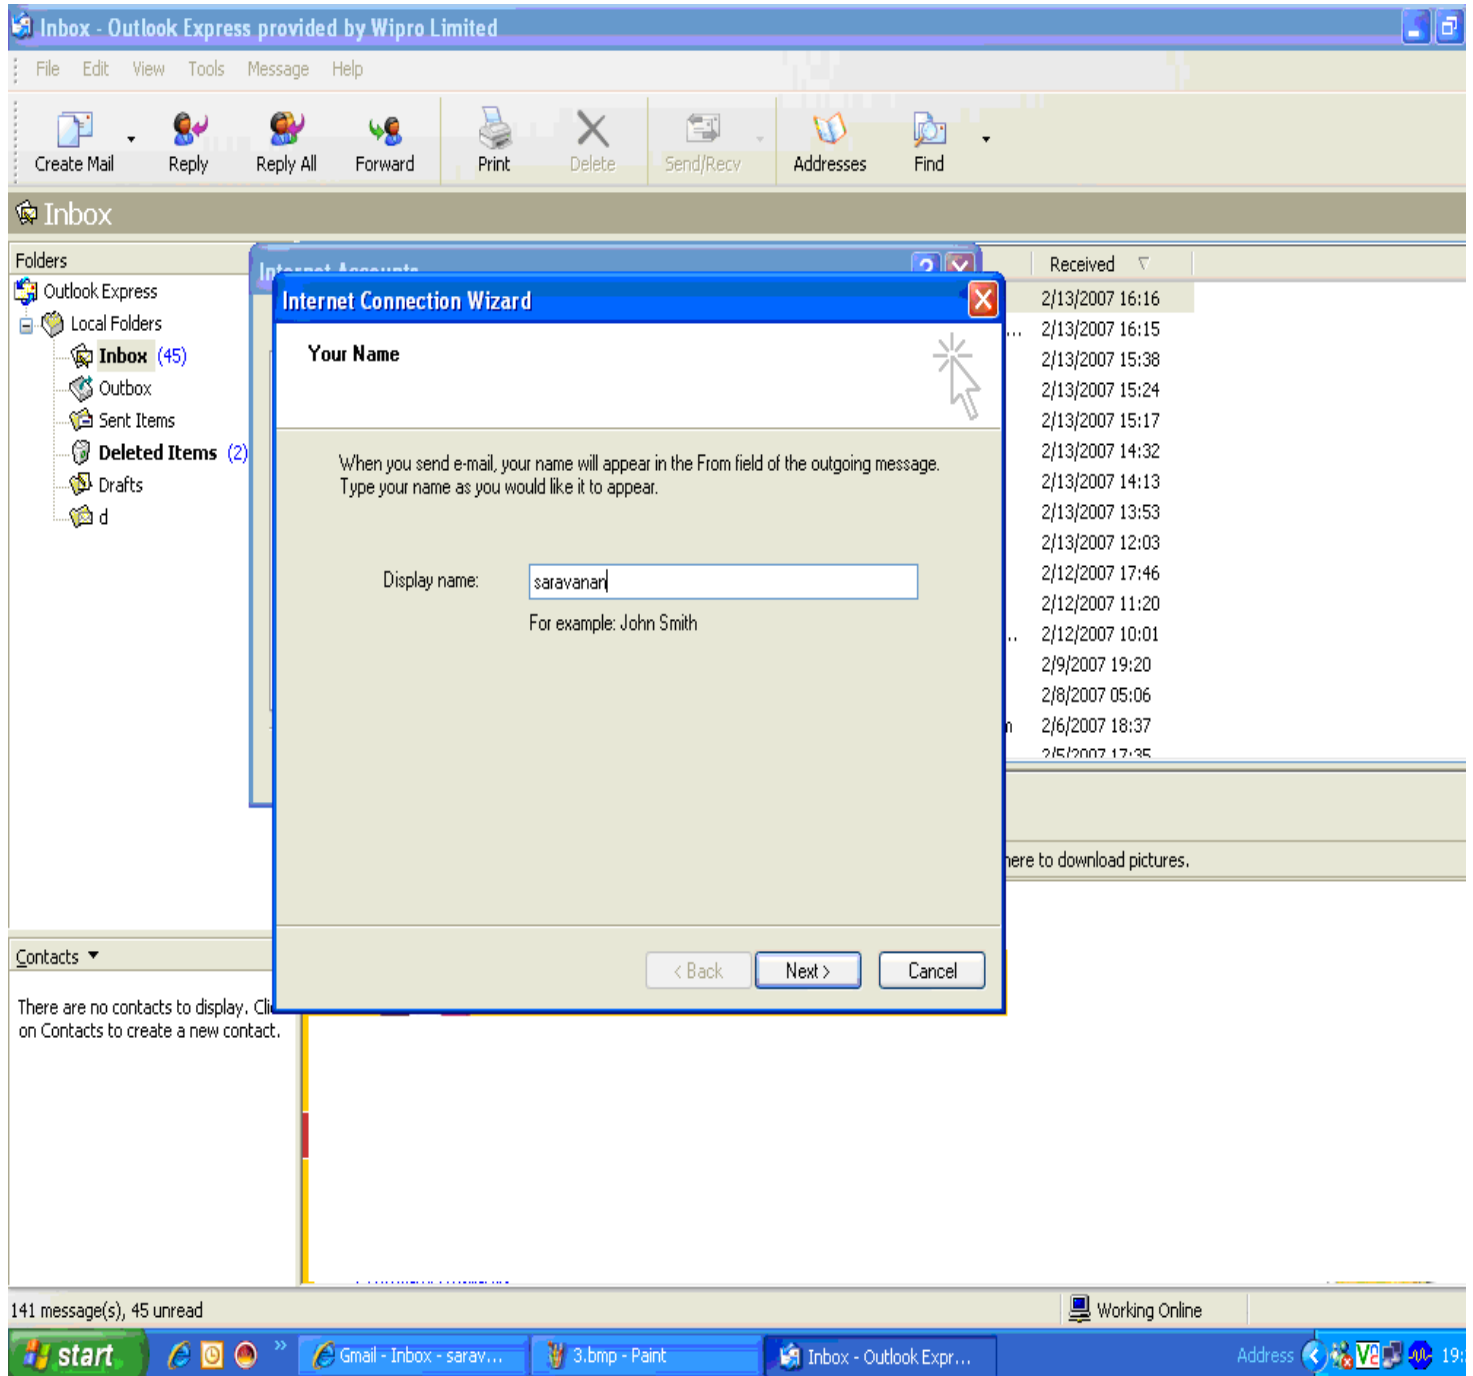 Inbox - Outlook Express provided by Wipro Limited
File Edit View Tools Message Help
Create Mail Reply Reply All Forward Print Delete Send/Recv Addresses Find
Inbox
Folders
Outlook Express
Local Folders
Inbox (45)
Outbox
Sent Items
Deleted Items (2)
Drafts
d
Internet Accounts
Internet Connection Wizard
Your Name
When you send e-mail, your name will appear in the From field of the outgoing message.
Type your name as you would like it to appear.
Display name: saravanan
For example: John Smith
< Back Next > Cancel
Received
2/13/2007 16:16
... 2/13/2007 16:15
2/13/2007 15:38
2/13/2007 15:24
2/13/2007 15:17
2/13/2007 14:32
2/13/2007 14:13
2/13/2007 13:53
2/13/2007 12:03
2/12/2007 17:46
2/12/2007 11:20
.. 2/12/2007 10:01
2/9/2007 19:20
2/8/2007 05:06
2/6/2007 18:37
2/5/2007 17:35
here to download pictures.
Contacts
There are no contacts to display.
on Contacts to create a new contact.
141 message(s), 45 unread
Working Online
start Gmail - Inbox - sarav... 3.bmp - Paint Inbox - Outlook Expr... Address 19: